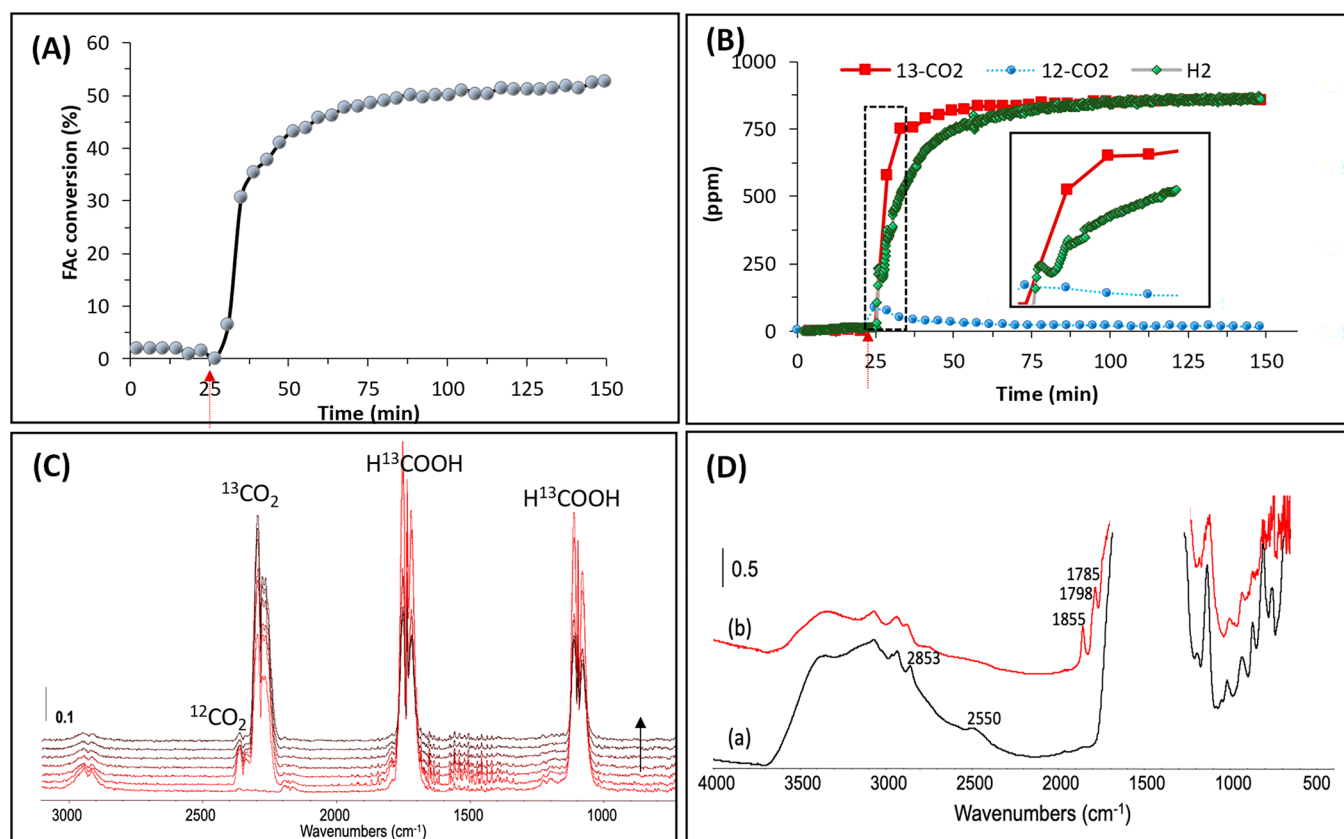 (A)
FAc conversion (%)
60
50
40
30
20
10
0
0 25 50 75 100 125 150
Time (min)
(B)
13-CO2 12-CO2 H2
(ppm)
1000
750
500
250
0
0 25 50 75 100 125 150
Time (min)
(C)
¹³CO₂
H¹³COOH
H¹³COOH
¹²CO₂
0.1
3000 2500 2000 1500 1000
Wavenumbers (cm⁻¹)
(D)
0.5
(b)
(a)
2853
2550
1785
1798
1855
4000 3500 3000 2500 2000 1500 1000 500
Wavenumbers (cm⁻¹)